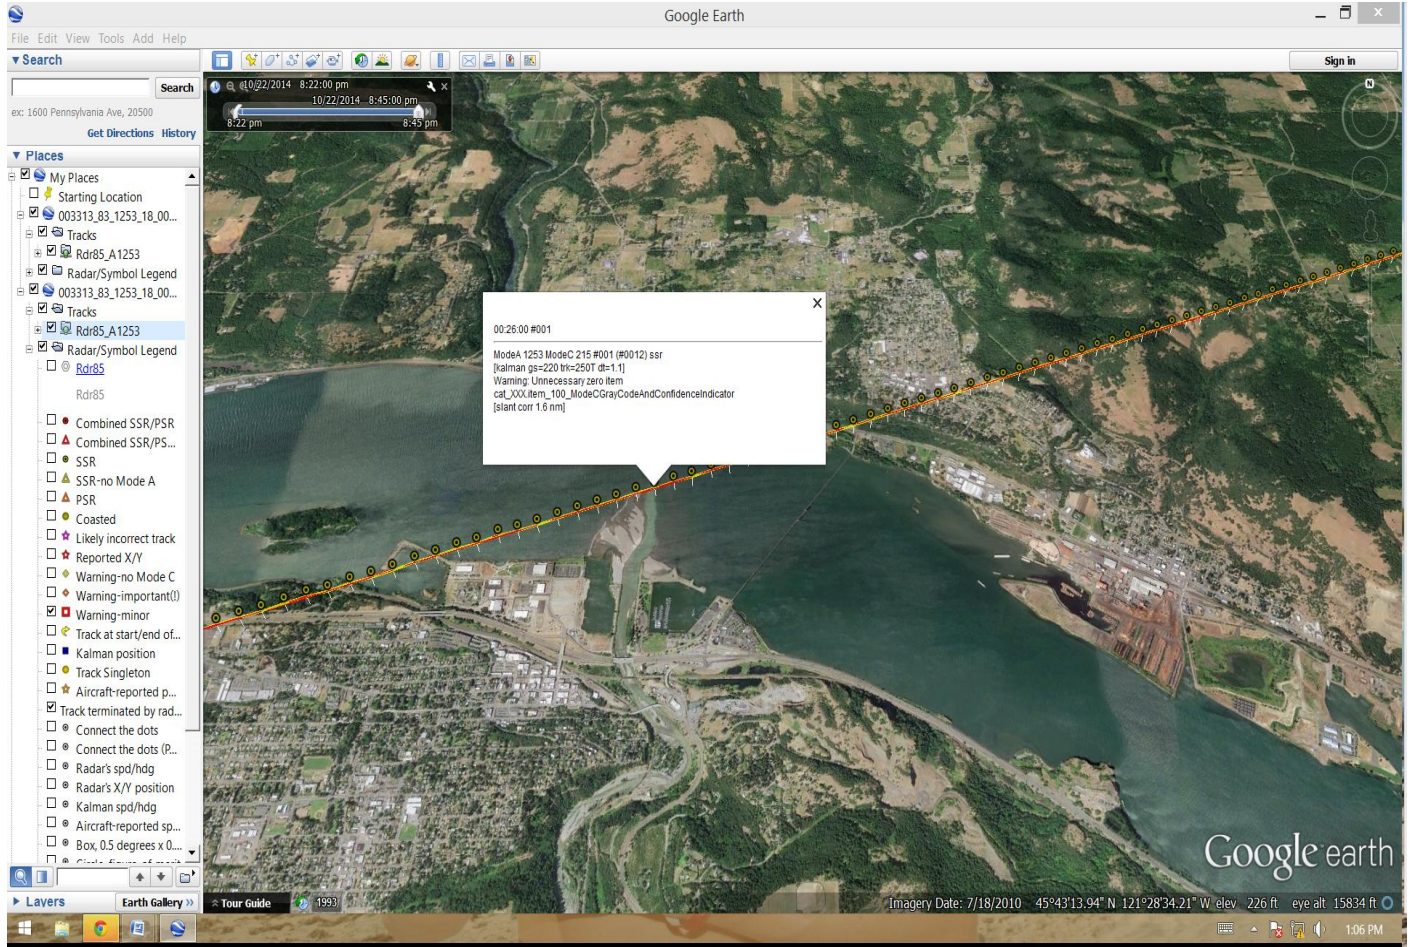 Google Earth
File Edit View Tools Add Help
Search
Search
ex: 1600 Pennsylvania Ave, 20500
Get Directions History
Places
My Places
Starting Location
003313_83_1253_18_00...
Tracks
Rdr85_A1253
Radar/Symbol Legend
003313_83_1253_18_00...
Tracks
Rdr85_A1253
Radar/Symbol Legend
Rdr85
Rdr85
Combined SSR/PSR
Combined SSR/PS...
SSR
SSR-no Mode A
PSR
Coasted
Likely incorrect track
Reported X/Y
Warning-no Mode C
Warning-important(!)
Warning-minor
Track at start/end of...
Kalman position
Track Singleton
Aircraft-reported p...
Track terminated by rad...
Connect the dots
Connect the dots (P...
Radar's spd/hdg
Radar's X/Y position
Kalman spd/hdg
Aircraft-reported sp...
Box, 0.5 degrees x 0....
Layers
Earth Gallery »
Sign in
10/22/2014 8:22:00 pm
10/22/2014 8:45:00 pm
8:22 pm 8:45 pm
N
00:26:00 #001
ModeA 1253 ModeC 215 #001 (#0012) ssr
[kalman gs=220 trk=250T dt=1.1]
Warning: Unnecessary zero item
cat_XXX.item_100_ModeCGrayCodeAndConfidenceIndicator
[slant corr 1.6 nm]
Google earth
Tour Guide
1993
Imagery Date: 7/18/2010 45°43'13.94" N 121°28'34.21" W elev 226 ft eye alt 15834 ft
1:06 PM